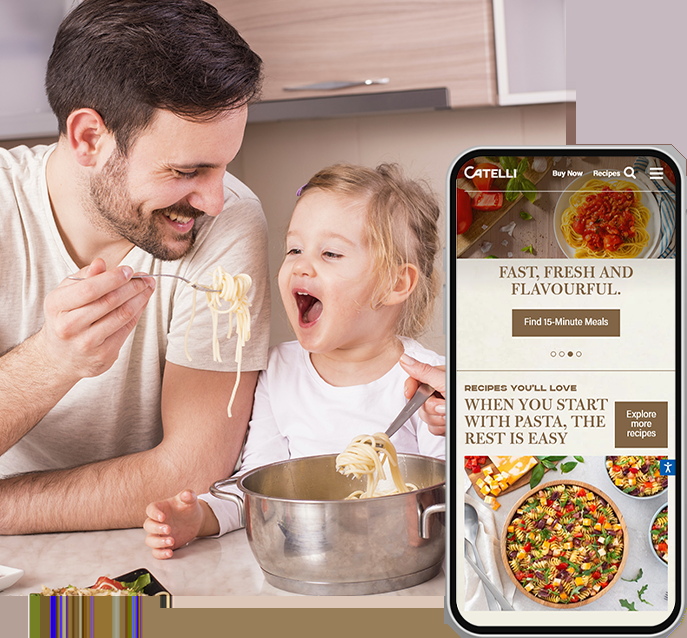 CATELLI Buy Now Recipes
FAST, FRESH AND
FLAVOURFUL.
Find 15-Minute Meals
RECIPES YOU'LL LOVE
WHEN YOU START
WITH PASTA, THE
REST IS EASY
Explore
more
recipes